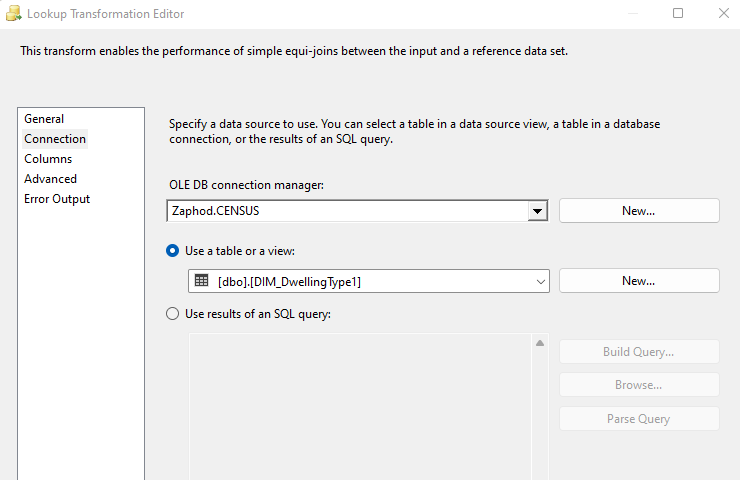 Lookup Transformation Editor
This transform enables the performance of simple equi-joins between the input and a reference data set.
General
Connection
Columns
Advanced
Error Output
Specify a data source to use. You can select a table in a data source view, a table in a database
connection, or the results of an SQL query.
OLE DB connection manager:
Zaphod.CENSUS
New...
Use a table or a view:
[dbo].[DIM_DwellingType1]
New...
Use results of an SQL query:
Build Query...
Browse...
Parse Query